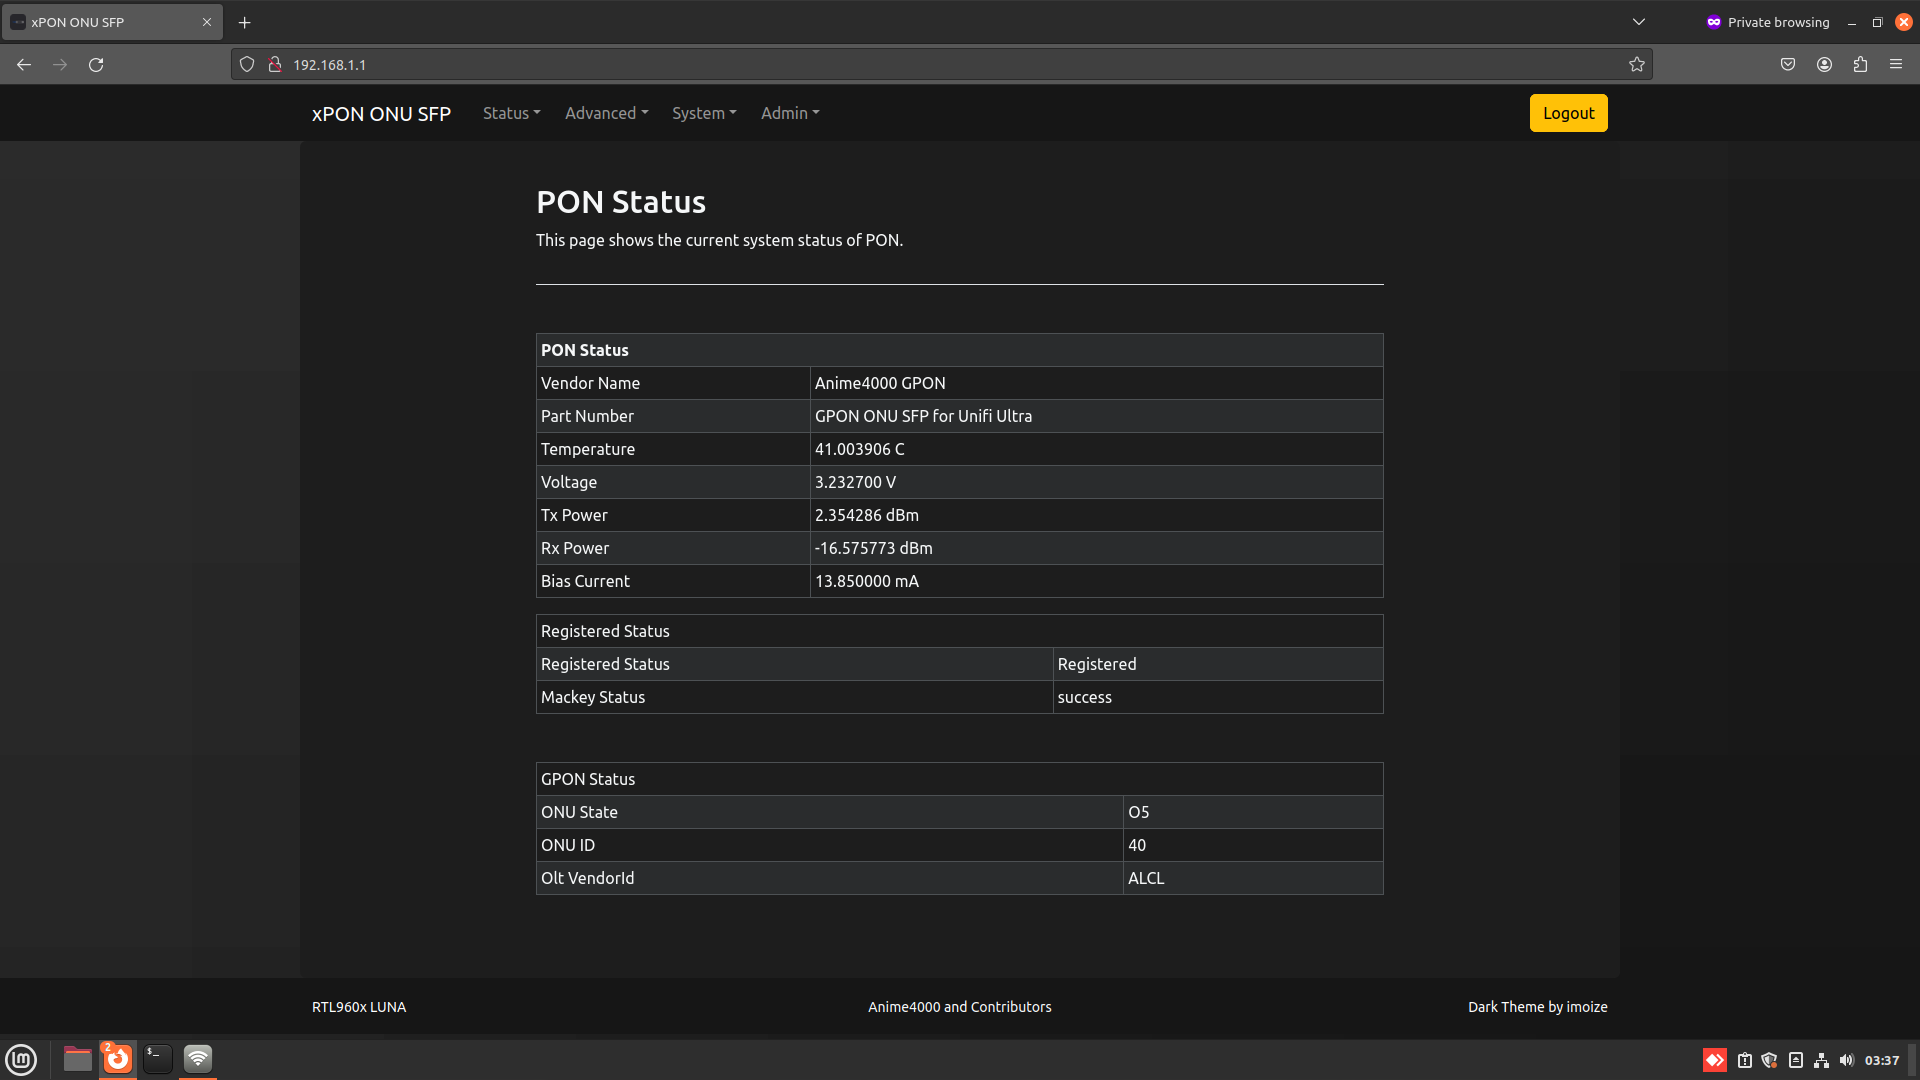 xPON ONU SFP
Private browsing
192.168.1.1
xPON ONU SFP Status Advanced System Admin Logout
PON Status
This page shows the current system status of PON.
PON Status
Vendor Name Anime4000 GPON
Part Number GPON ONU SFP for Unifi Ultra
Temperature 41.003906 C
Voltage 3.232700 V
Tx Power 2.354286 dBm
Rx Power -16.575773 dBm
Bias Current 13.850000 mA
Registered Status
Registered Status Registered
Mackey Status success
GPON Status
ONU State O5
ONU ID 40
Olt VendorId ALCL
RTL960x LUNA Anime4000 and Contributors Dark Theme by imoize
2
$_
03:37